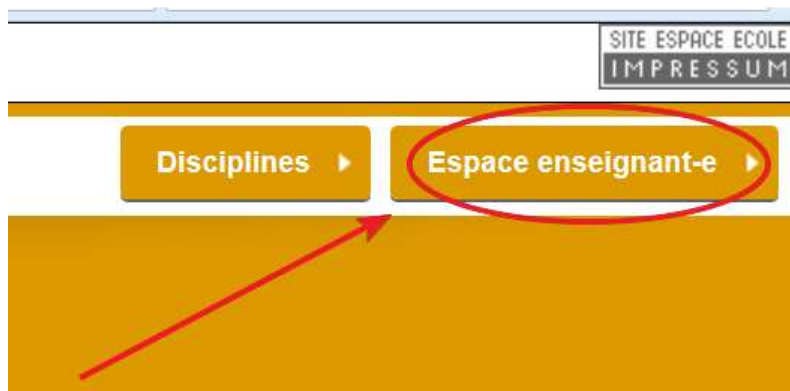 SITE ESPACE ECOLE
IMPRESSUM
Disciplines
Espace enseignant-e